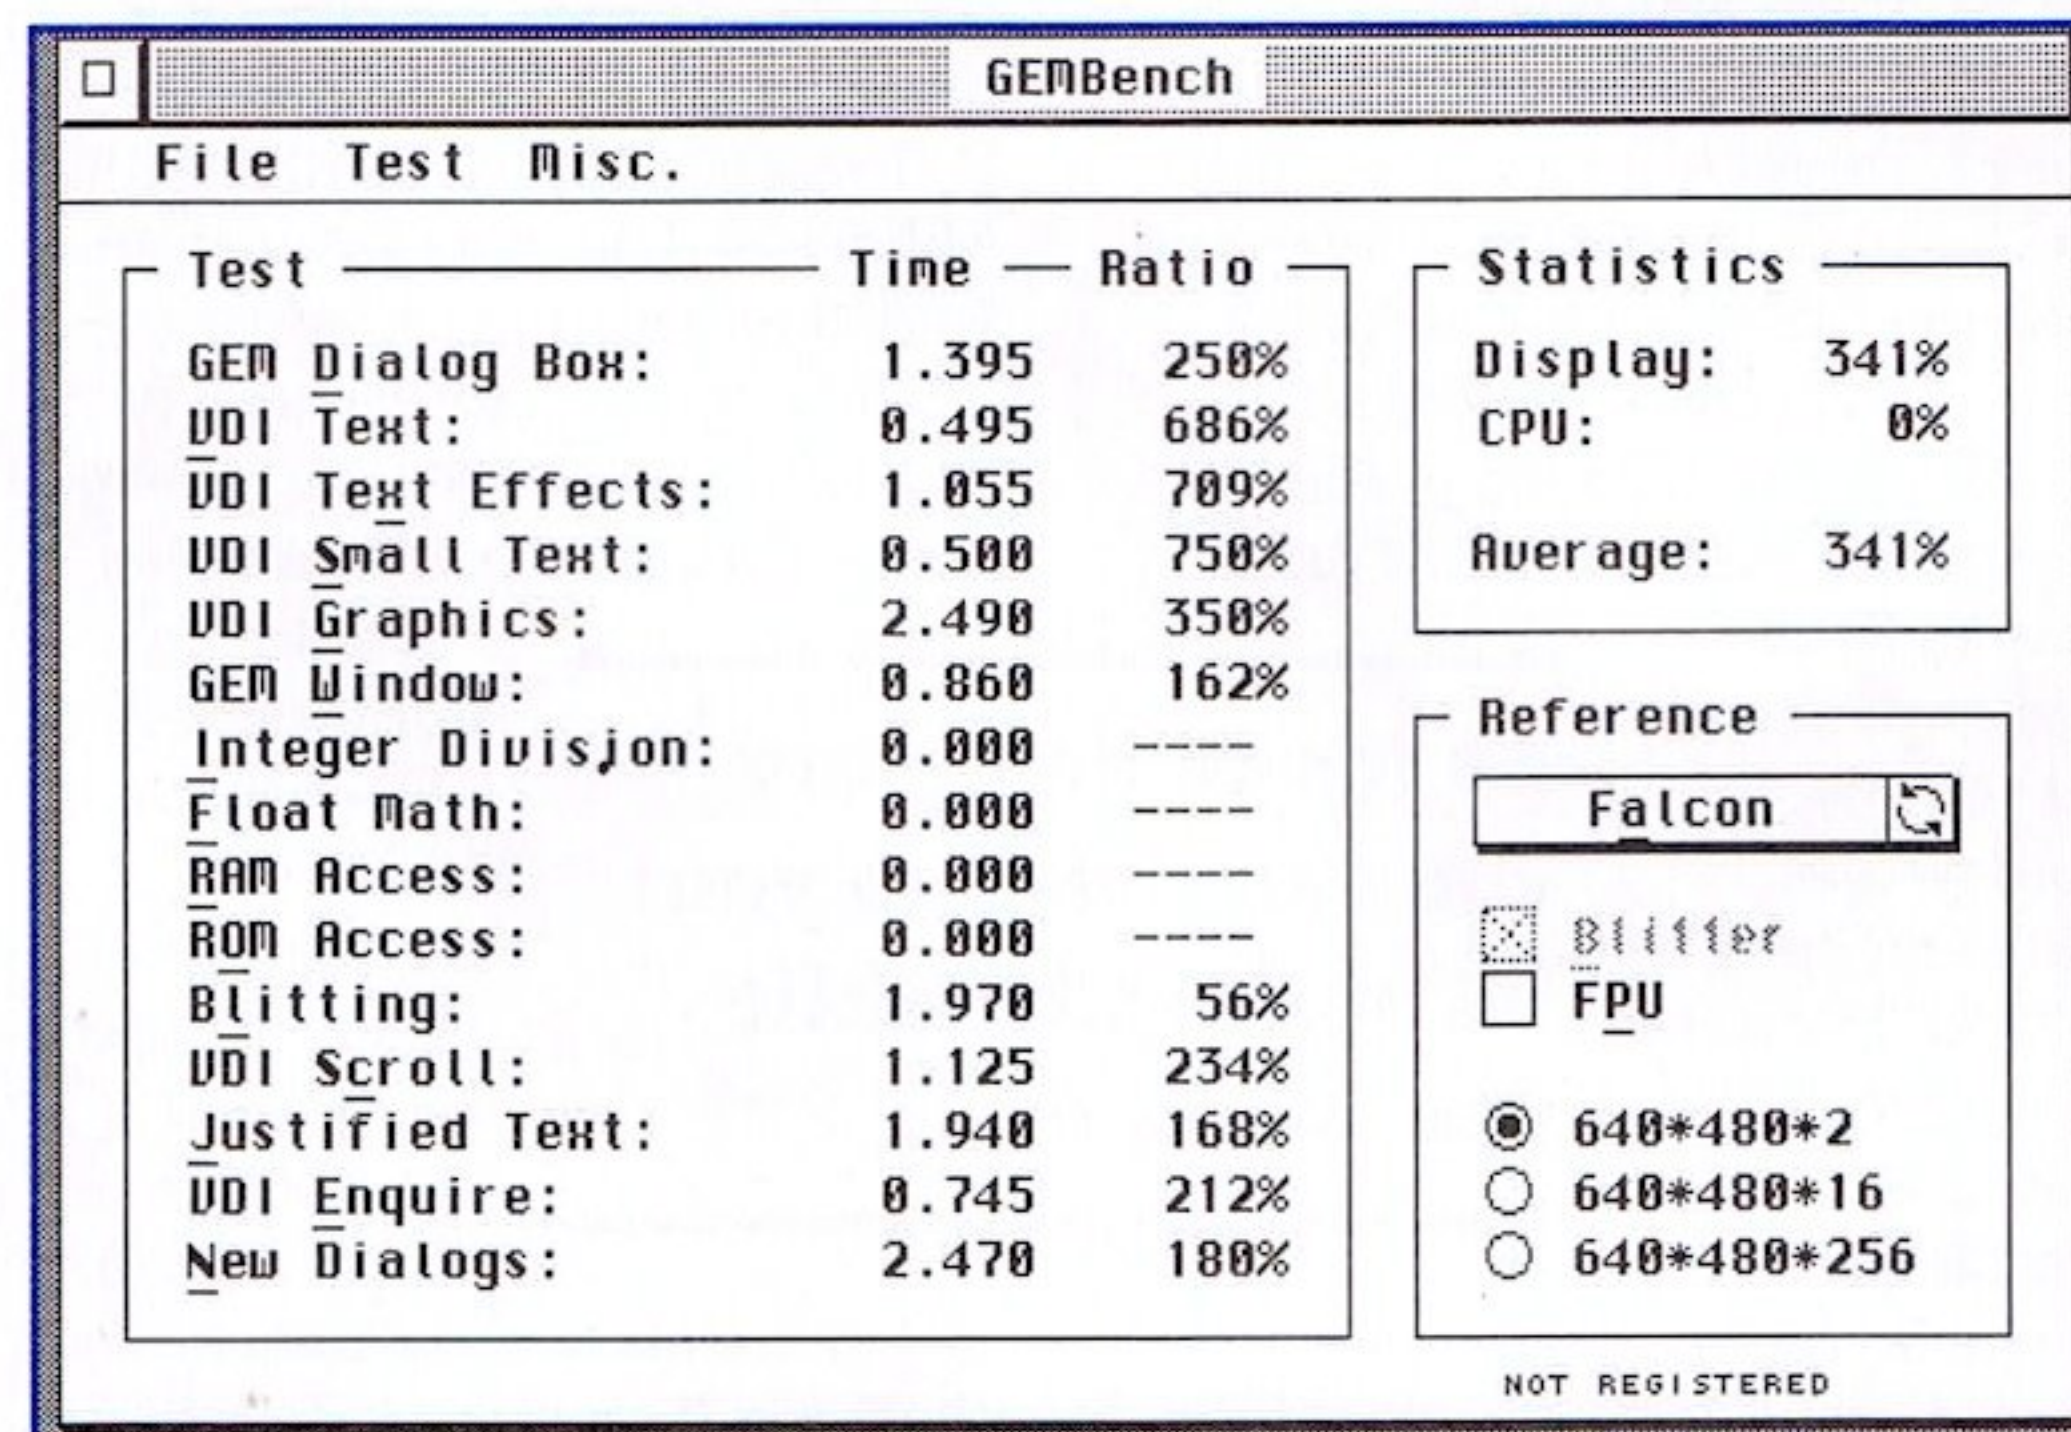 GEMBench
File Test Misc.
Test Time Ratio
GEM Dialog Box: 1.395 250%
VDI Text: 0.495 686%
VDI Text Effects: 1.055 709%
VDI Small Text: 0.500 750%
VDI Graphics: 2.490 350%
GEM Window: 0.860 162%
Integer Division: 0.000 ----
Float Math: 0.000 ----
RAM Access: 0.000 ----
ROM Access: 0.000 ----
Blitting: 1.970 56%
VDI Scroll: 1.125 234%
Justified Text: 1.940 168%
VDI Enquire: 0.745 212%
New Dialogs: 2.470 180%
Statistics
Display: 341%
CPU: 0%
Average: 341%
Reference
Falcon
Blitter
FPU
640*480*2
640*480*16
640*480*256
NOT REGISTERED